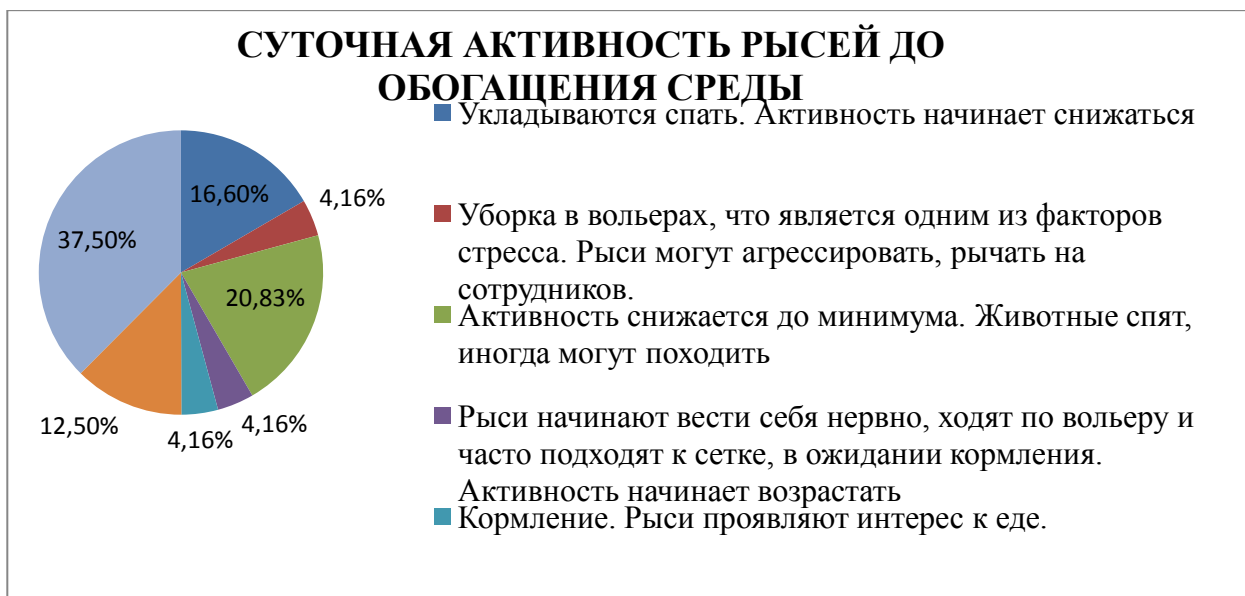 СУТОЧНАЯ АКТИВНОСТЬ РЫСЕЙ ДО
ОБОГАЩЕНИЯ СРЕДЫ
16,60%
4,16%
20,83%
4,16%
4,16%
12,50%
37,50%
Укладываются спать. Активность начинает снижаться
Уборка в вольерах, что является одним из факторов
стресса. Рыси могут агрессировать, рычать на
сотрудников.
Активность снижается до минимума. Животные спят,
иногда могут походить
Рыси начинают вести себя нервно, ходят по вольеру и
часто подходят к сетке, в ожидании кормления.
Активность начинает возрастать
Кормление. Рыси проявляют интерес к еде.